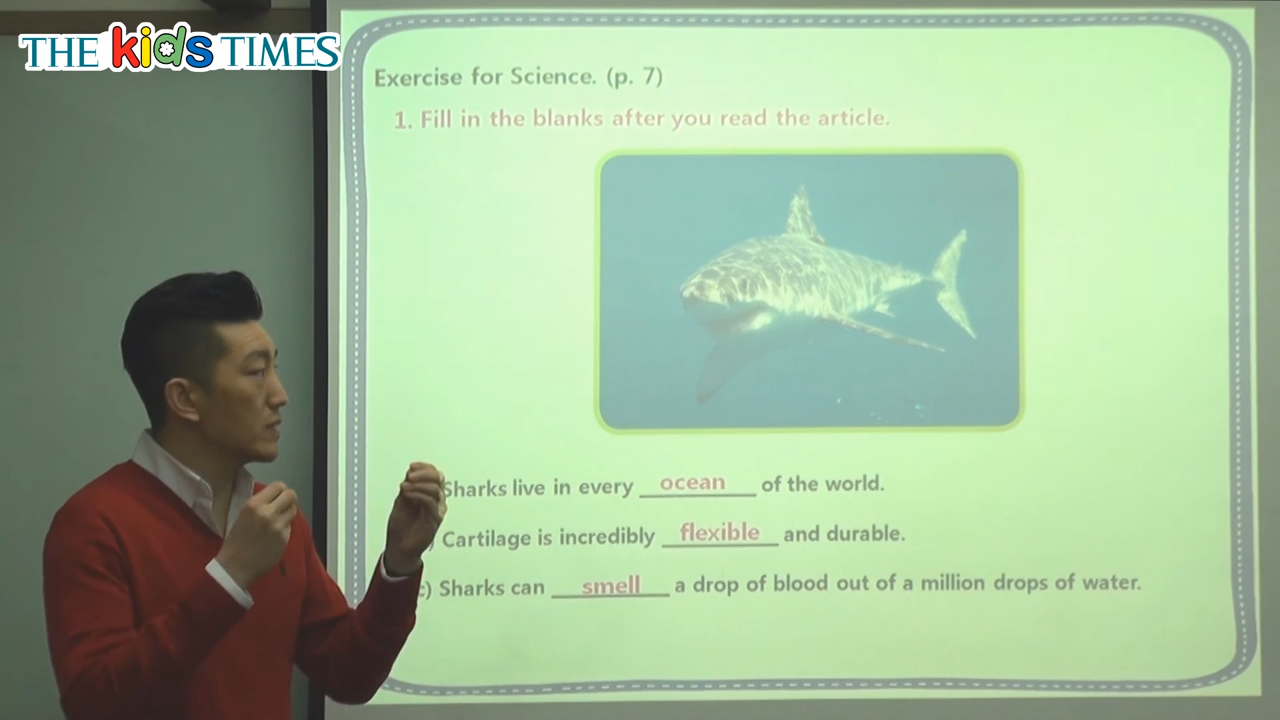 THE kids TIMES
Exercise for Science. (p. 7)
1. Fill in the blanks after you read the article.
Sharks live in every ocean of the world.
) Cartilage is incredibly flexible and durable.
c) Sharks can smell a drop of blood out of a million drops of water.